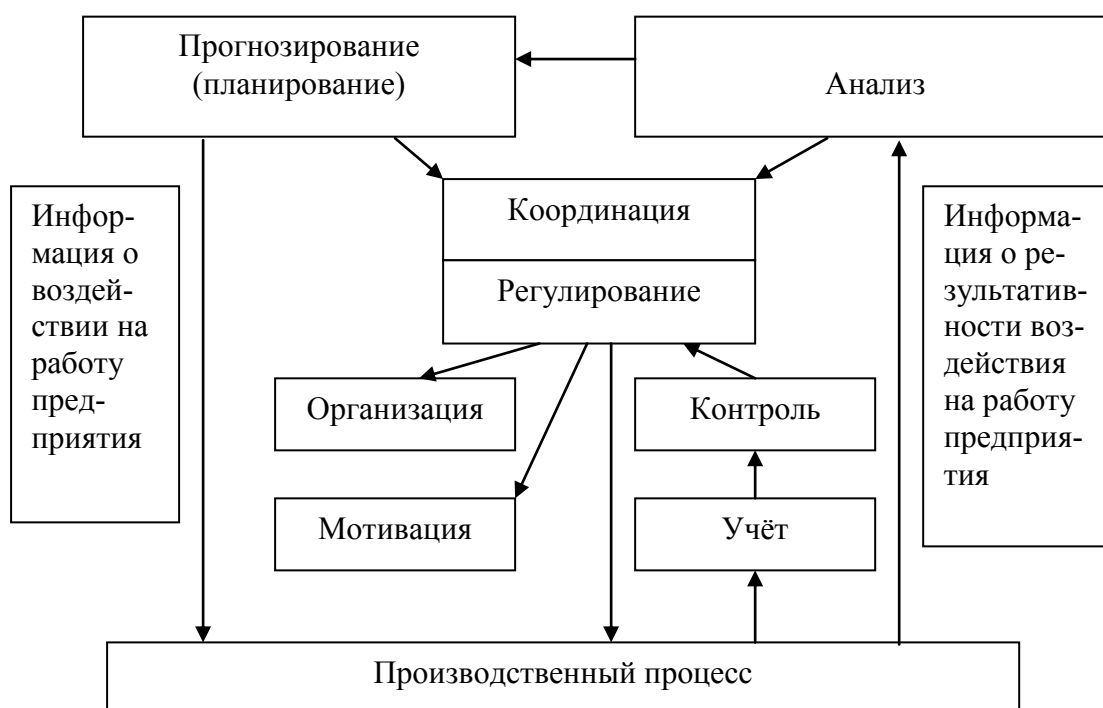 Прогнозирование
(планирование)
Анализ
Инфор-
мация о
воздей-
ствии на
работу
пред-
приятия
Координация
Регулирование
Информа-
ция о ре-
зультатив-
ности воз-
действия
на работу
предприя-
тия
Организация
Контроль
Мотивация
Учёт
Производственный процесс